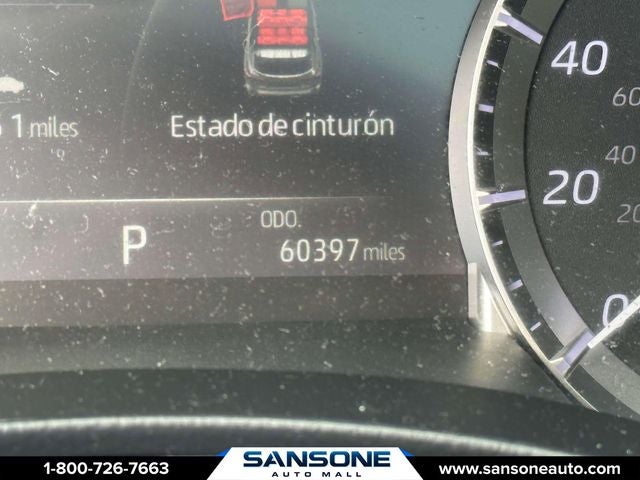 40
60
1 miles
Estado de cinturón
40
20
20
ODO.
P
60397 miles
0
1-800-726-7663
SANSONE
AUTO MALL
www.sansoneauto.com